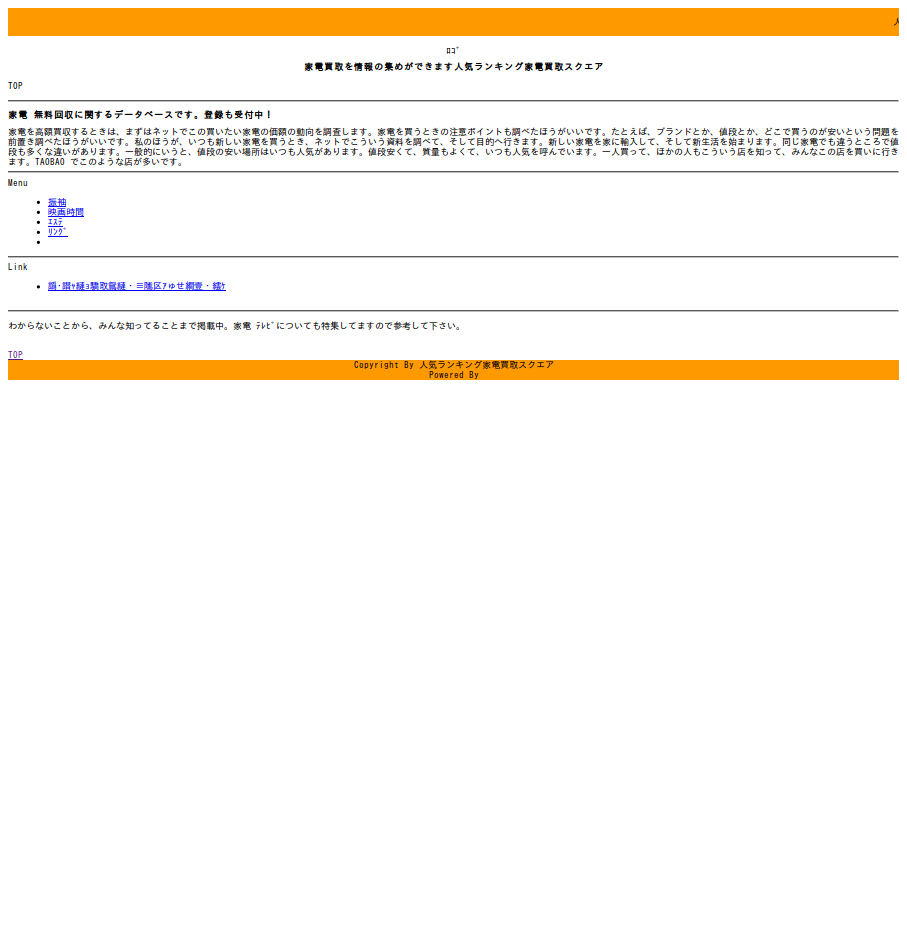 ﾛｺﾞ
家電買取を情報の集めができます人気ランキング家電買取スクエア
TOP
家電 無料回収に関するデータベースです。登録も受付中！
家電を高額買収するときは、まずはネットでこの買いたい家電の価額の動向を調査します。家電を買うときの注意ポイントも調べたほうがいいです。たとえば、ブランドとか、値段とか、どこで買うのが安いという問題を
前置き調べたほうがいいです。私のほうが、いつも新しい家電を買うとき、ネットでこういう資料を調べて、そして目的へ行きます。新しい家電を家に輸入して、そして新生活を始まります。同じ家電でも違うところで値
段も多くな違いがあります。一般的にいうと、値段の安い場所はいつも人気があります。値段安くて、質量もよくて、いつも人気を呼んでいます。一人買って、ほかの人もこういう店を知って、みんなこの店を買いに行き
ます。TAOBAO でこのような店が多いです。
Menu
振袖
映画時間
ｴｽﾃ
ﾘﾝｸﾞ
Link
わからないことから、みんな知ってることまで掲載中。家電 ﾃﾚﾋﾞについても特集してますので参考して下さい。
TOP
Copyright By 人気ランキング家電買取スクエア
Powered By